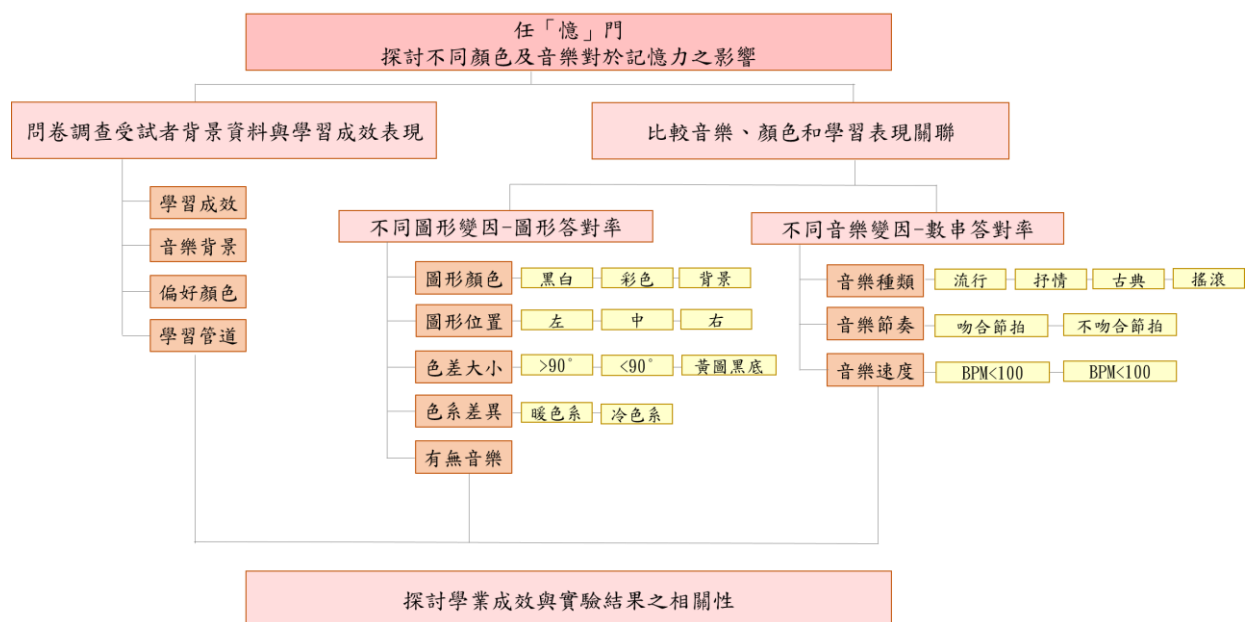 任「憶」門
探討不同顏色及音樂對於記憶力之影響
問卷調查受試者背景資料與學習成效表現
比較音樂、顏色和學習表現關聯
學習成效
音樂背景
偏好顏色
學習管道
不同圖形變因-圖形答對率
圖形顏色 黑白 彩色 背景
圖形位置 左 中 右
色差大小 >90° <90° 黃圖黑底
色系差異 暖色系 冷色系
有無音樂
不同音樂變因-數串答對率
音樂種類 流行 抒情 古典 搖滾
音樂節奏 吻合節拍 不吻合節拍
音樂速度 BPM<100 BPM<100
探討學業成效與實驗結果之相關性